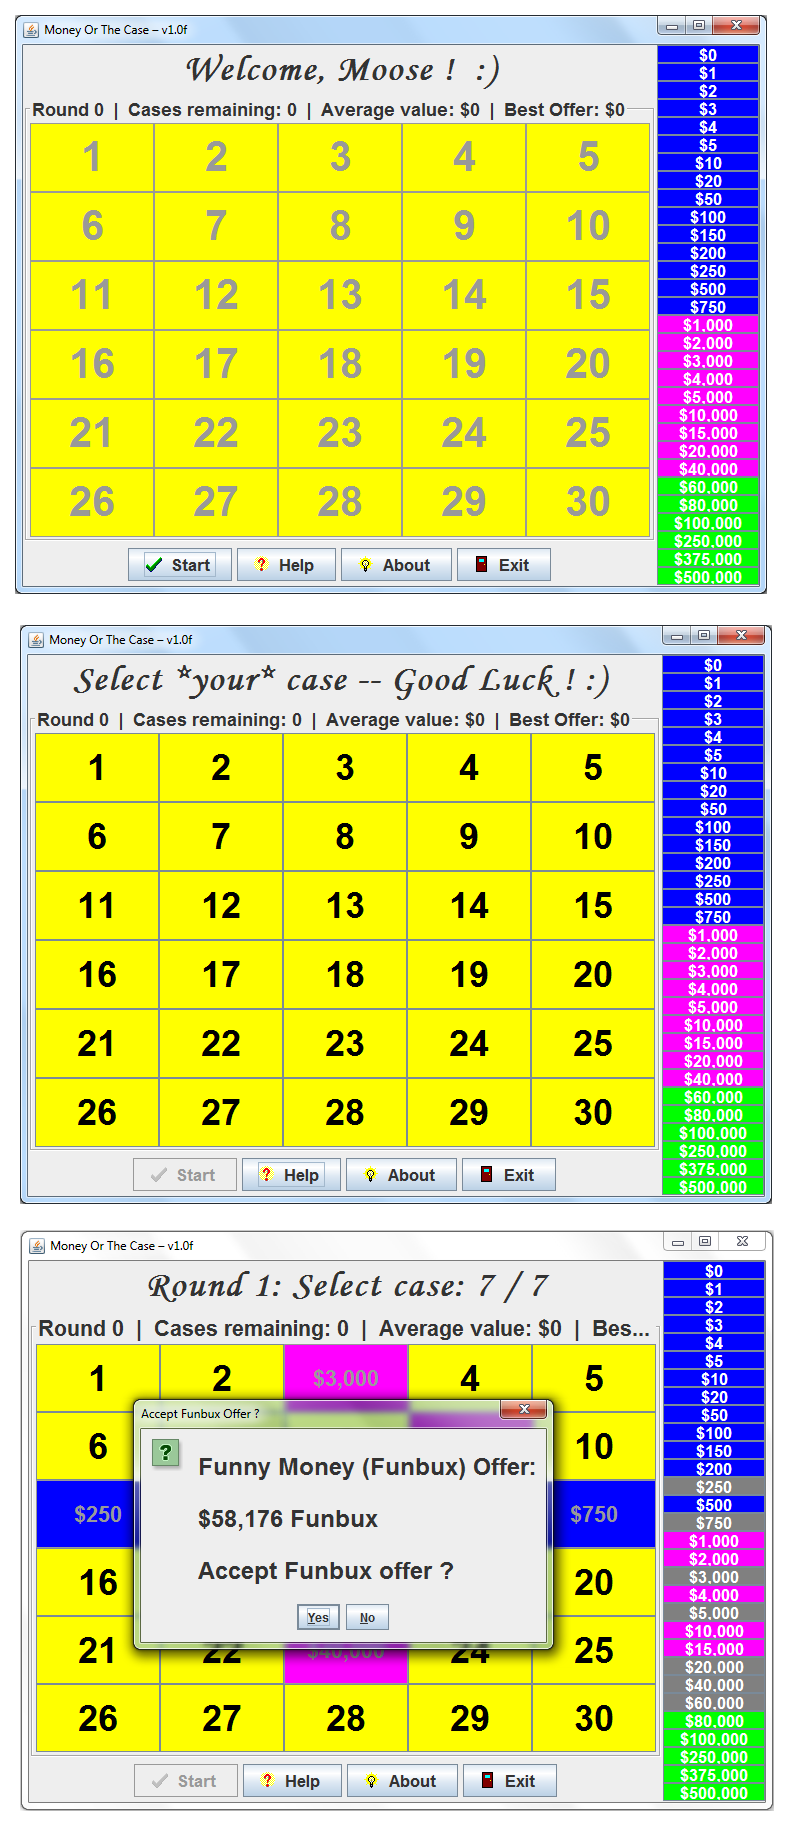 Money Or The Case – v1.0f
Welcome, Moose ! :)
Round 0 | Cases remaining: 0 | Average value: $0 | Best Offer: $0
1 2 3 4 5
6 7 8 9 10
11 12 13 14 15
16 17 18 19 20
21 22 23 24 25
26 27 28 29 30
Start Help About Exit
$0
$1
$2
$3
$4
$5
$10
$20
$50
$100
$150
$200
$250
$500
$750
$1,000
$2,000
$3,000
$4,000
$5,000
$10,000
$15,000
$20,000
$40,000
$60,000
$80,000
$100,000
$250,000
$375,000
$500,000
Money Or The Case – v1.0f
Select *your* case -- Good Luck ! :)
Round 0 | Cases remaining: 0 | Average value: $0 | Best Offer: $0
1 2 3 4 5
6 7 8 9 10
11 12 13 14 15
16 17 18 19 20
21 22 23 24 25
26 27 28 29 30
Start Help About Exit
$0
$1
$2
$3
$4
$5
$10
$20
$50
$100
$150
$200
$250
$500
$750
$1,000
$2,000
$3,000
$4,000
$5,000
$10,000
$15,000
$20,000
$40,000
$60,000
$80,000
$100,000
$250,000
$375,000
$500,000
Money Or The Case – v1.0f
Round 1: Select case: 7 / 7
Round 0 | Cases remaining: 0 | Average value: $0 | Bes...
1 2 $3,000 4 5
6 10
$250 $750
16 20
21 22 $40,000 24 25
26 27 28 29 30
Accept Funbux Offer ?
Funny Money (Funbux) Offer:
$58,176 Funbux
Accept Funbux offer ?
Yes No
Start Help About Exit
$0
$1
$2
$3
$4
$5
$10
$20
$50
$100
$150
$200
$250
$500
$750
$1,000
$2,000
$3,000
$4,000
$5,000
$10,000
$15,000
$20,000
$40,000
$60,000
$80,000
$100,000
$250,000
$375,000
$500,000